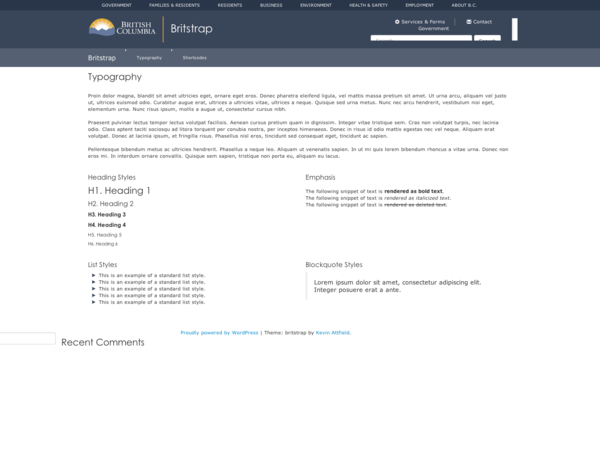 GOVERNMENT FAMILIES & RESIDENTS RESIDENTS BUSINESS ENVIRONMENT HEALTH & SAFETY EMPLOYMENT ABOUT B.C.
BRITISH COLUMBIA
Britstrap
Services & Forms
Contact
Government
Britstrap Typography Shortcodes
Typography
Proin dolor magna, blandit sit amet ultricies eget, ornare eget eros. Donec pharetra eleifend ligula, vel mattis massa pretium sit amet. Ut urna arcu, aliquam vel justo
ut, ultrices euismod odio. Curabitur augue erat, ultrices a ultricies vitae, ultrices a neque. Quisque sed urna metus. Nunc nec arcu hendrerit, vestibulum nisi eget,
elementum urna. Nunc risus ipsum, mollis a augue ut, consectetur cursus nibh.
Praesent pulvinar lectus tempor lectus volutpat facilisis. Aenean cursus pretium quam in dignissim. Integer vitae tristique sem. Cras non volutpat turpis, nec lacinia
odio. Class aptent taciti sociosqu ad litora torquent per conubia nostra, per inceptos himenaeos. Donec in risus id odio mattis egestas nec vel neque. Aliquam erat
volutpat. Donec at lacinia ipsum, at fringilla risus. Phasellus nisl eros, tincidunt sed consequat eget, tincidunt ac sapien.
Pellentesque bibendum metus ac ultricies hendrerit. Phasellus a neque leo. Aliquam ut venenatis sapien. In ut mi quis lorem bibendum rhoncus a vitae urna. Donec non
eros mi. In interdum ornare convallis. Quisque sem sapien, tristique non porta eu, aliquam eu lacus.
Heading Styles
H1. Heading 1
H2. Heading 2
H3. Heading 3
H4. Heading 4
H5. Heading 5
H6. Heading 6
Emphasis
The following snippet of text is rendered as bold text.
The following snippet of text is rendered as italicized text.
The following snippet of text is rendered as deleted text.
List Styles
This is an example of a standard list style.
This is an example of a standard list style.
This is an example of a standard list style.
This is an example of a standard list style.
This is an example of a standard list style.
Blockquote Styles
Lorem ipsum dolor sit amet, consectetur adipiscing elit.
Integer posuere erat a ante.
Proudly powered by WordPress | Theme: britstrap by Kevin Attfield.
Recent Comments